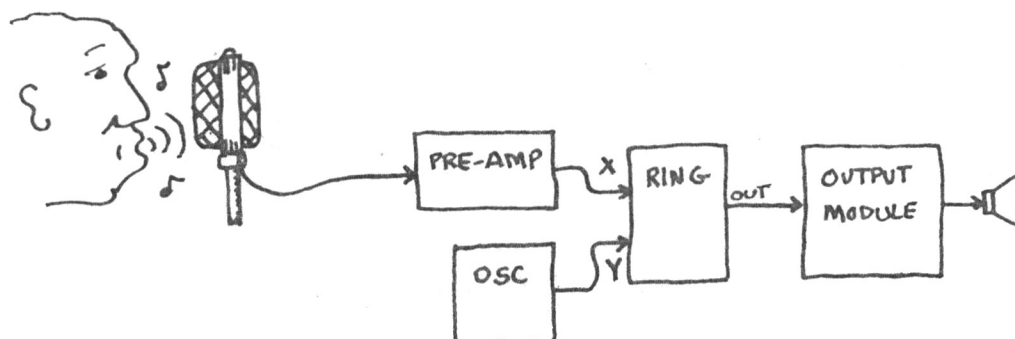 PRE-AMP
X
RING-
OUT
OUTPUT
MODULE
OSC
Y